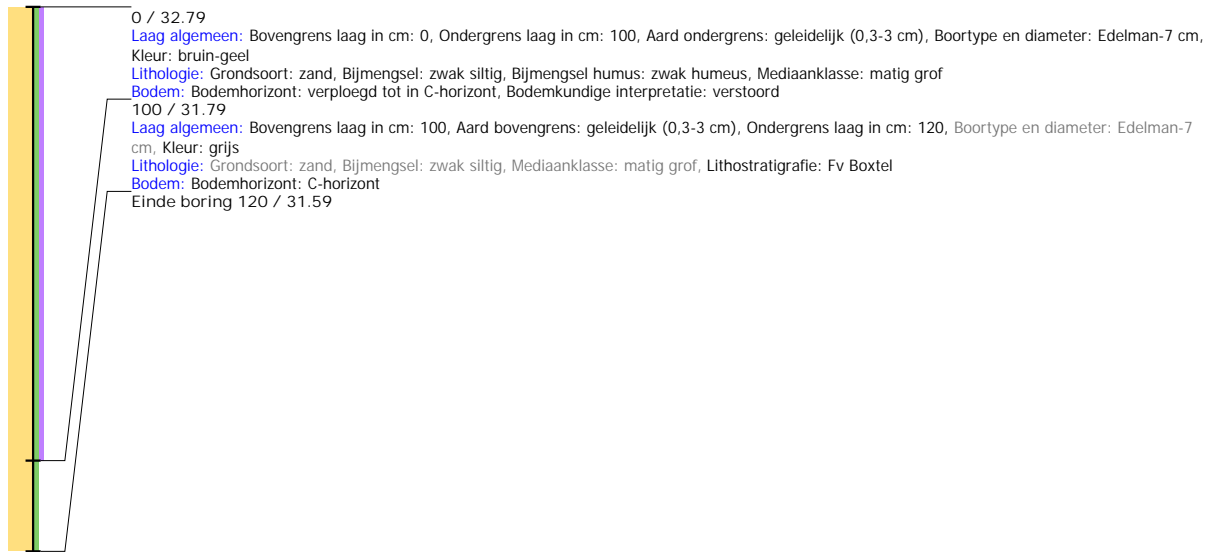 0 / 32.79
Laag algemeen: Bovengrens laag in cm: 0, Ondergrens laag in cm: 100, Aard ondergrens: geleidelijk (0,3-3 cm), Boortype en diameter: Edelman-7 cm,
Kleur: bruin-geel
Lithologie: Grondsoort: zand, Bijmengsel: zwak siltig, Bijmengsel humus: zwak humeus, Mediaanklasse: matig grof
Bodem: Bodemhorizont: verploegd tot in C-horizont, Bodemkundige interpretatie: verstoord
100 / 31.79
Laag algemeen: Bovengrens laag in cm: 100, Aard bovengrens: geleidelijk (0,3-3 cm), Ondergrens laag in cm: 120, Boortype en diameter: Edelman-7
cm, Kleur: grijs
Lithologie: Grondsoort: zand, Bijmengsel: zwak siltig, Mediaanklasse: matig grof, Lithostratigrafie: Fv Boxtel
Bodem: Bodemhorizont: C-horizont
Einde boring 120 / 31.59